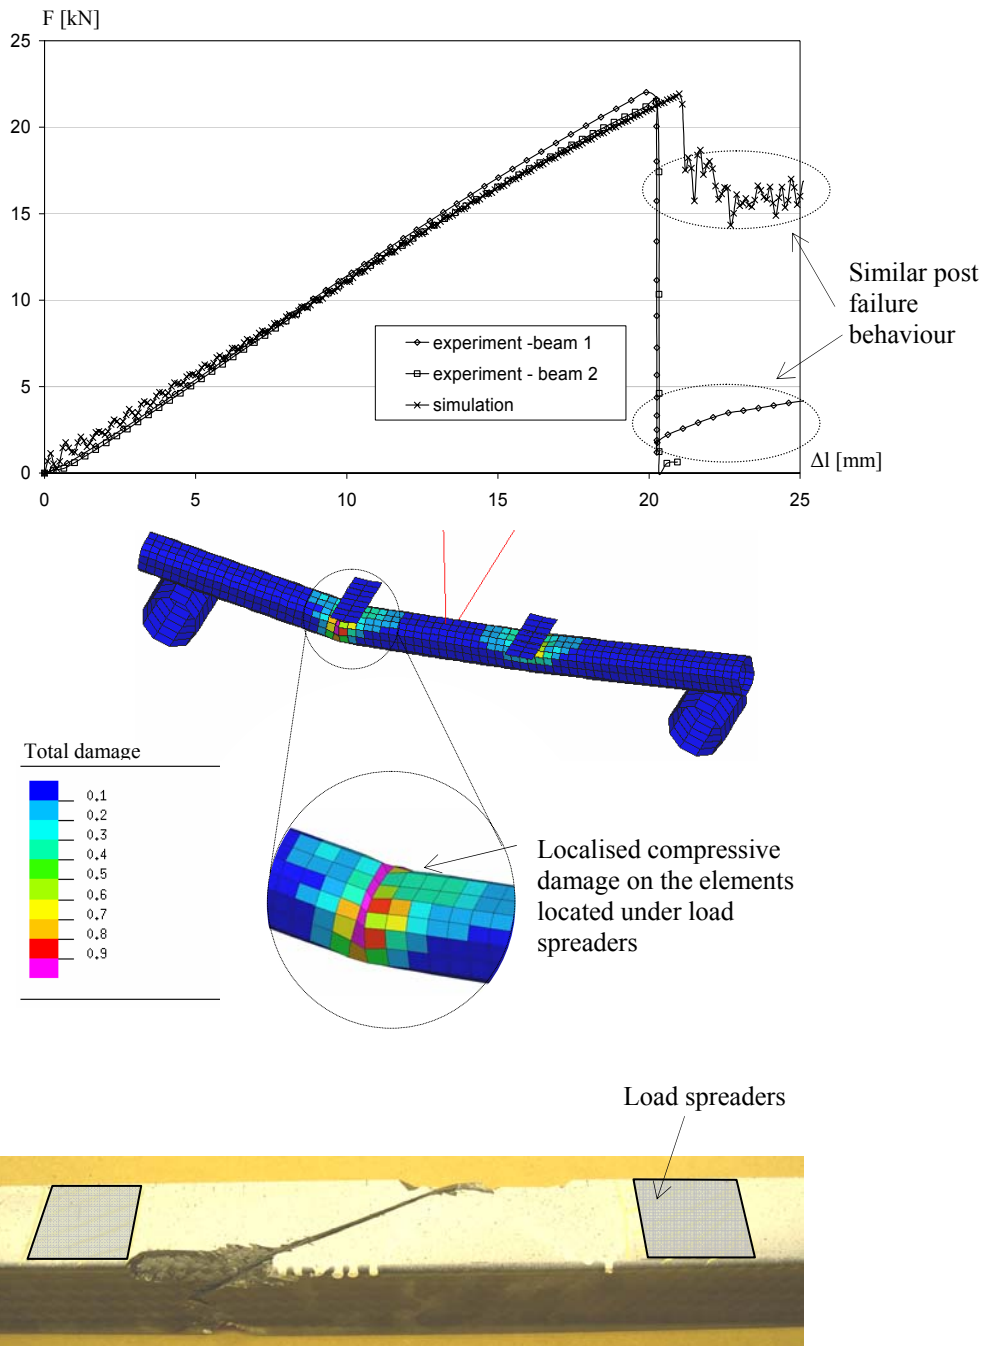 F [kN]
25
20
15
10
5
0
0 5 10 15 20 25
Δl [mm]
experiment -beam 1
experiment - beam 2
simulation
Similar post
failure
behaviour
Total damage
0.1
0.2
0.3
0.4
0.5
0.6
0.7
0.8
0.9
Localised compressive
damage on the elements
located under load
spreaders
Load spreaders